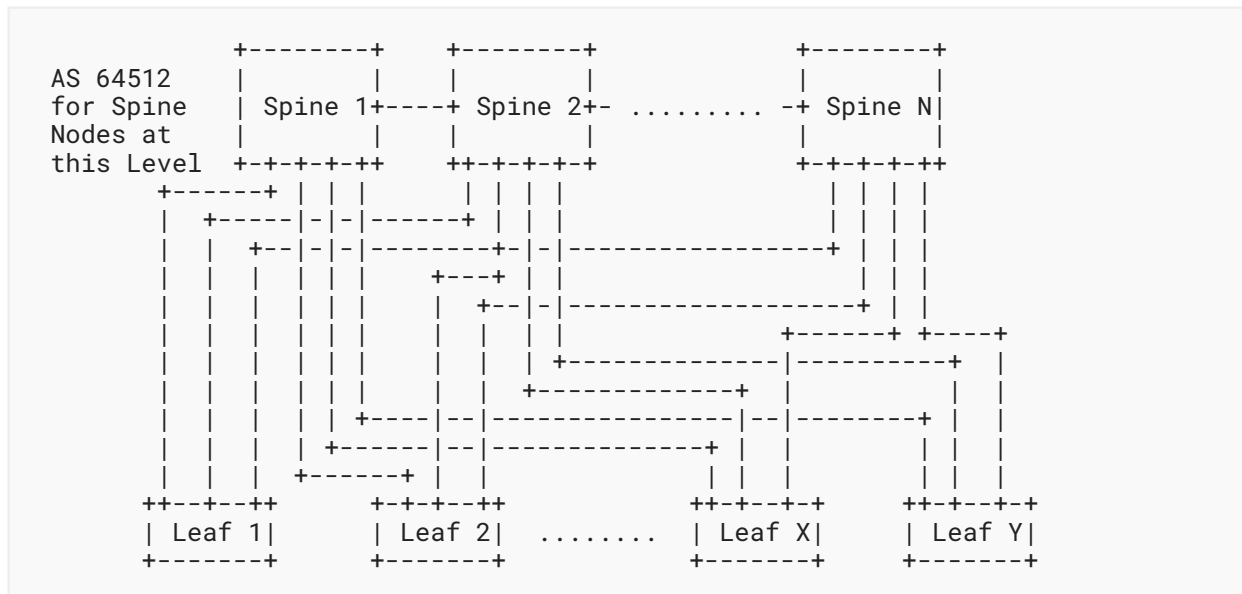 AS 64512
for Spine | Spine 1+----+ Spine 2+- ......... -+ Spine N|
Nodes at
this Level
| Leaf 1| | Leaf 2| ........ | Leaf X| | Leaf Y|